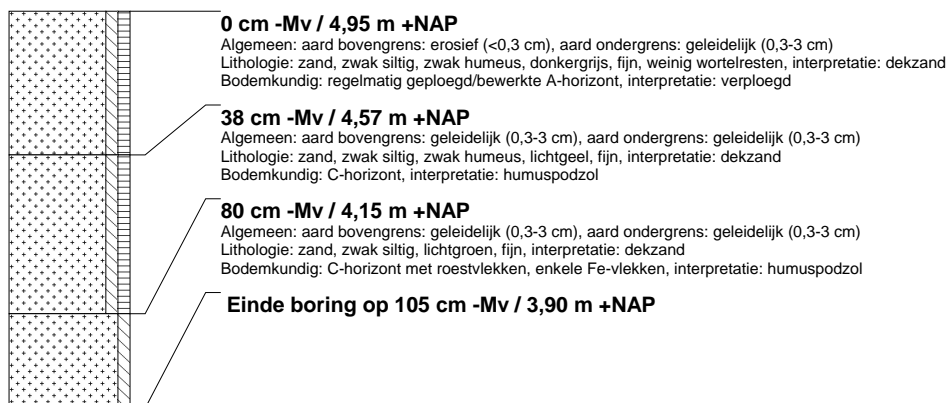 0 cm -Mv / 4,95 m +NAP
Algemeen: aard bovengrens: erosief (<0,3 cm), aard ondergrens: geleidelijk (0,3-3 cm)
Lithologie: zand, zwak siltig, zwak humeus, donkergrijs, fijn, weinig wortelresten, interpretatie: dekzand
Bodemkundig: regelmatig geploegd/bewerkte A-horizont, interpretatie: verploegd
38 cm -Mv / 4,57 m +NAP
Algemeen: aard bovengrens: geleidelijk (0,3-3 cm), aard ondergrens: geleidelijk (0,3-3 cm)
Lithologie: zand, zwak siltig, zwak humeus, lichtgeel, fijn, interpretatie: dekzand
Bodemkundig: C-horizont, interpretatie: humuspodzol
80 cm -Mv / 4,15 m +NAP
Algemeen: aard bovengrens: geleidelijk (0,3-3 cm), aard ondergrens: geleidelijk (0,3-3 cm)
Lithologie: zand, zwak siltig, lichtgroen, fijn, interpretatie: dekzand
Bodemkundig: C-horizont met roestvlekken, enkele Fe-vlekken, interpretatie: humuspodzol
Einde boring op 105 cm -Mv / 3,90 m +NAP